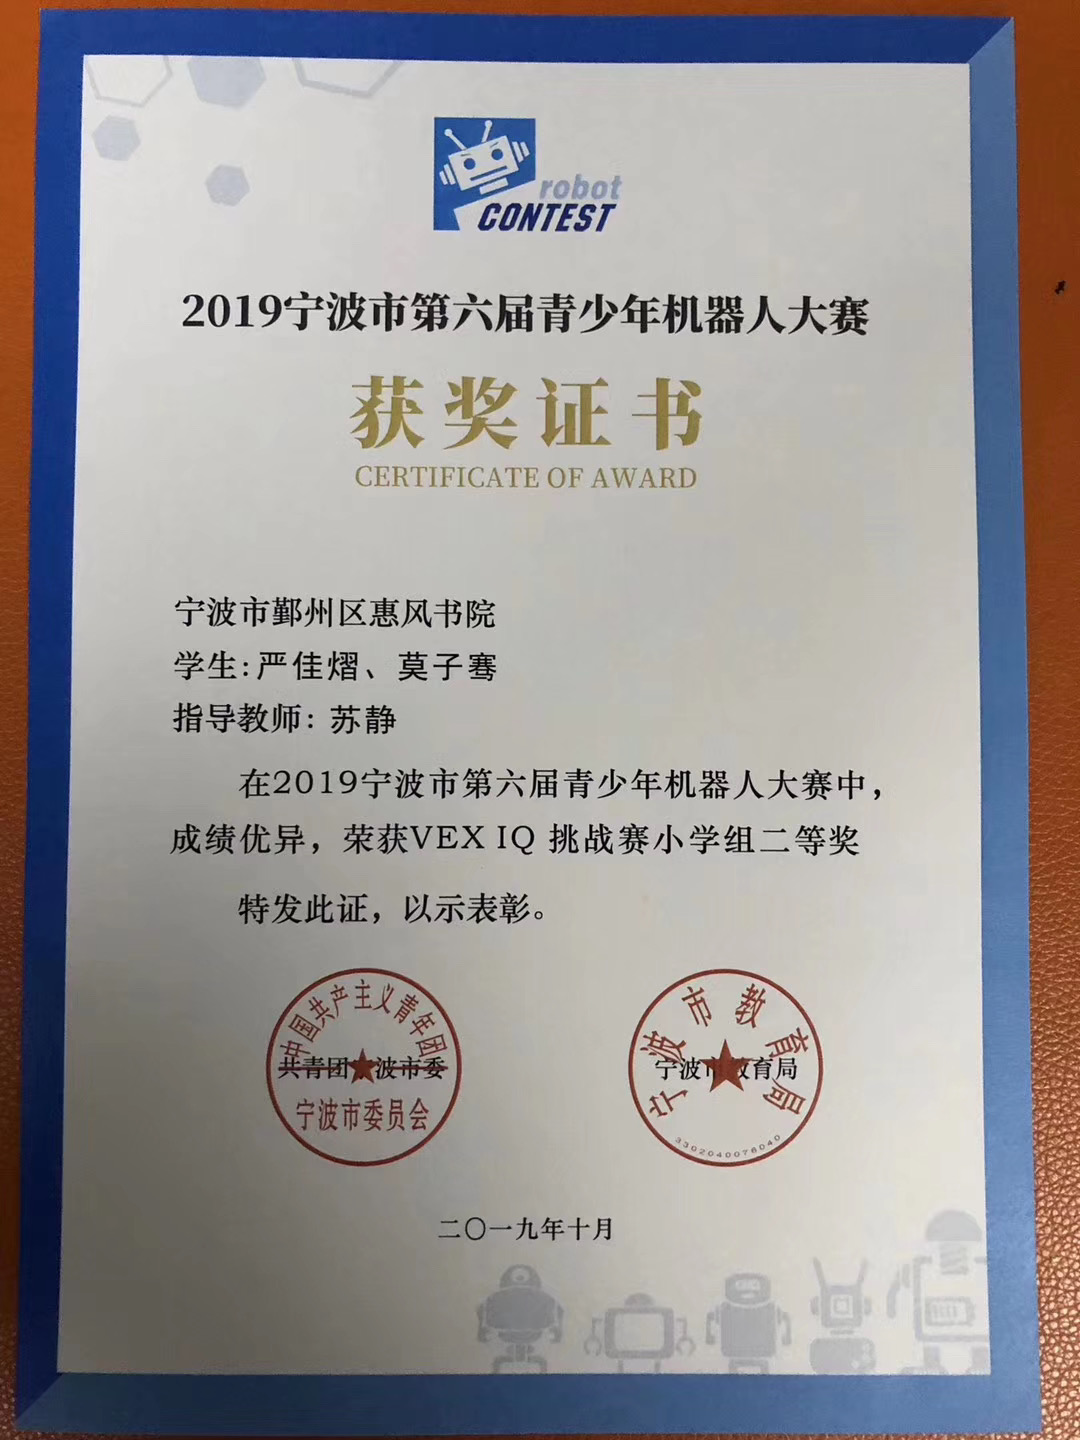 robot
CONTEST
2019宁波市第六届青少年机器人大赛
获奖证书
CERTIFICATE OF AWARD
宁波市鄞州区惠风书院
学生:严佳熠、莫子骞
指导教师:苏静
在2019宁波市第六届青少年机器人大赛中，
成绩优异，荣获VEX IQ 挑战赛小学组二等奖
特发此证，以示表彰。
中国共产主义青年团
共青团 波市委
宁波市委员会
宁波市教育局
宁波市教育局
3302040076040
二〇一九年十月